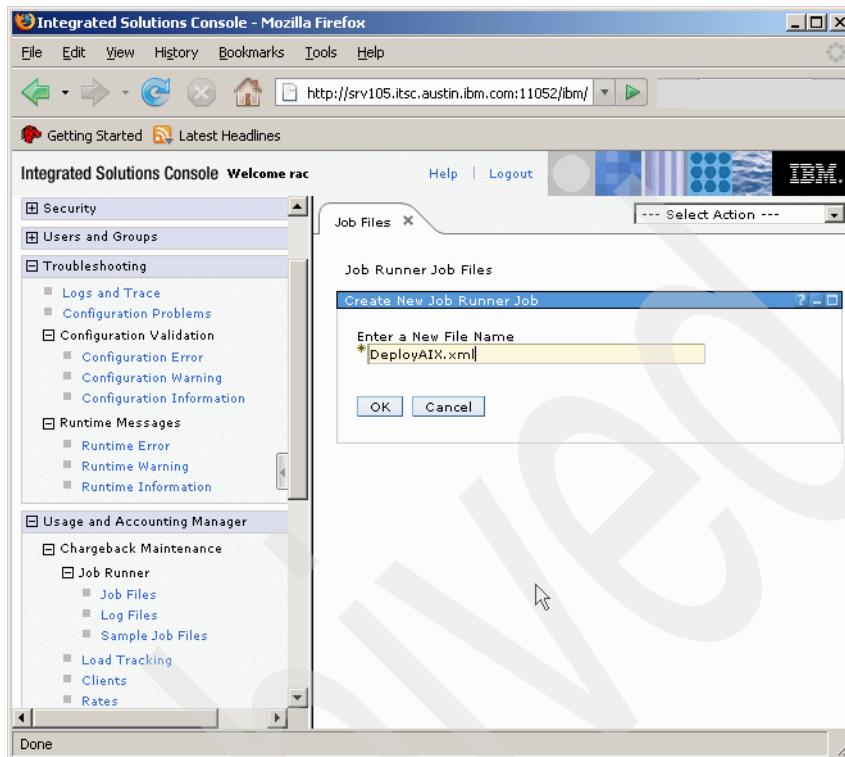 Integrated Solutions Console - Mozilla Firefox
File Edit View History Bookmarks Tools Help
http://srv105.itsc.austin.ibm.com:11052/ibm/
Getting Started Latest Headlines
Integrated Solutions Console Welcome rac Help | Logout IBM.
Security
Users and Groups
Troubleshooting
Logs and Trace
Configuration Problems
Configuration Validation
Configuration Error
Configuration Warning
Configuration Information
Runtime Messages
Runtime Error
Runtime Warning
Runtime Information
Usage and Accounting Manager
Chargeback Maintenance
Job Runner
Job Files
Log Files
Sample Job Files
Load Tracking
Clients
Rates
Job Files
--- Select Action ---
Job Runner Job Files
Create New Job Runner Job
Enter a New File Name
*DeployAIX.xml
OK Cancel
Done